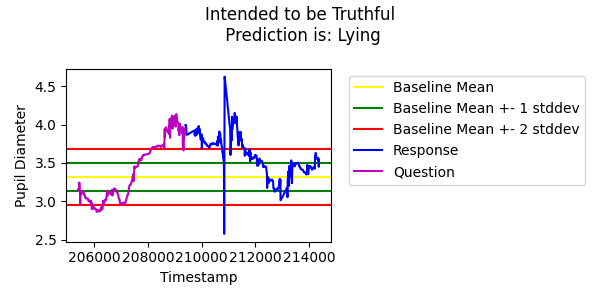 Intended to be Truthful
Prediction is: Lying
4.5
4.0
3.5
3.0
2.5
Pupil Diameter
206000 208000 210000 212000 214000
Timestamp
Baseline Mean
Baseline Mean +- 1 stddev
Baseline Mean +- 2 stddev
Response
Question